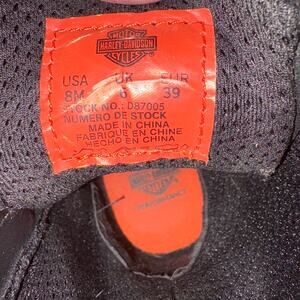 MOTOR
HARLEY-DAVIDSON
CYCLES
USA UK EUR
8M 6 39
STOCK NO.: D87005
NUMERO DE STOCK
MADE IN CHINA
FABRIQUE EN CHINE
HECHO EN CHINA